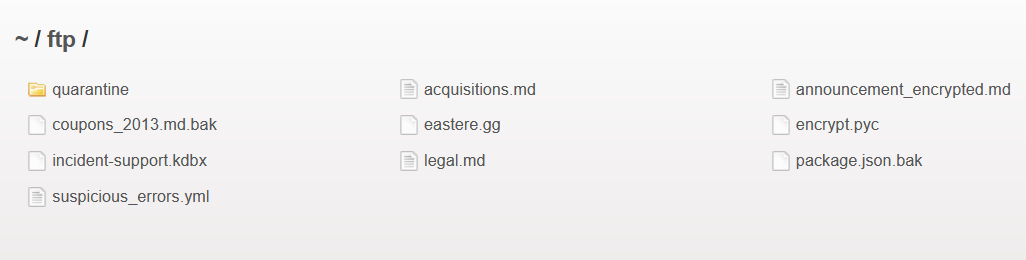 ~ / ftp /
quarantine acquisitions.md announcement_encrypted.md
coupons_2013.md.bak eastere.gg encrypt.pyc
incident-support.kdbx legal.md package.json.bak
suspicious_errors.yml